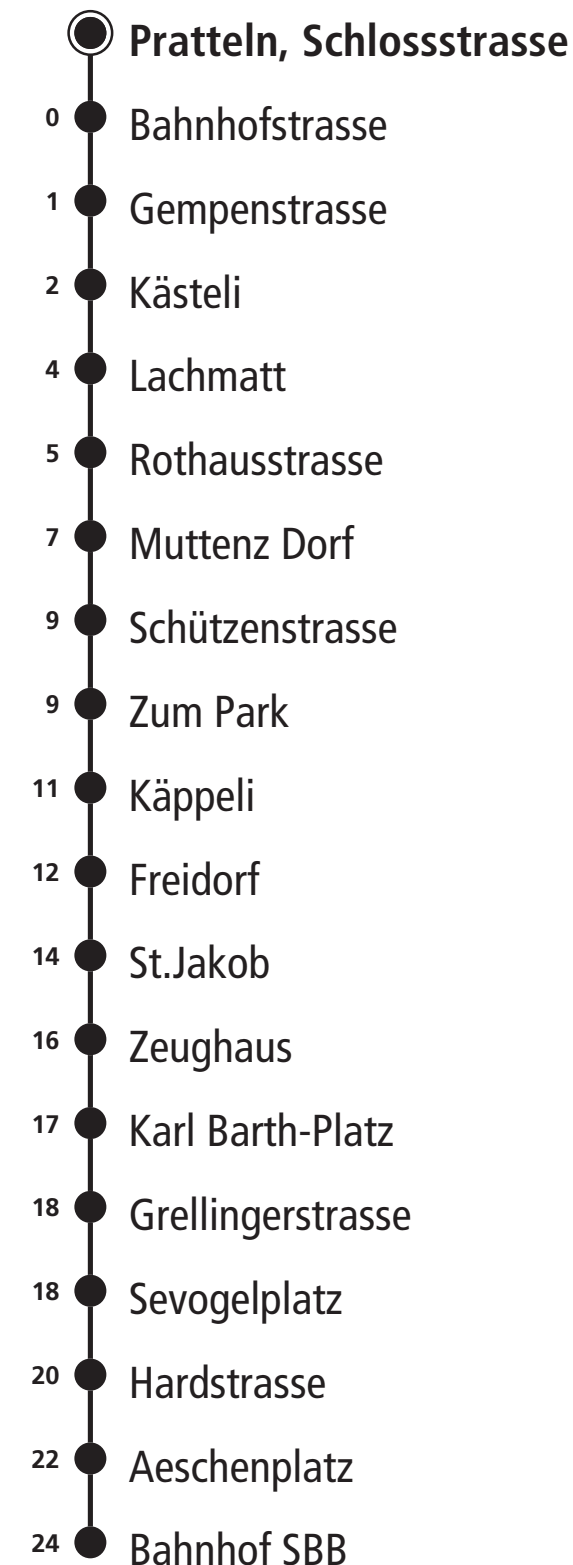 Pratteln, Schlossstrasse
0 Bahnhofstrasse
1 Gempenstrasse
2 Kästeli
4 Lachmatt
5 Rothausstrasse
7 Muttenz Dorf
9 Schützenstrasse
9 Zum Park
11 Käppeli
12 Freidorf
14 St.Jakob
16 Zeughaus
17 Karl Barth-Platz
18 Grellingerstrasse
18 Sevogelplatz
20 Hardstrasse
22 Aeschenplatz
24 Bahnhof SBB